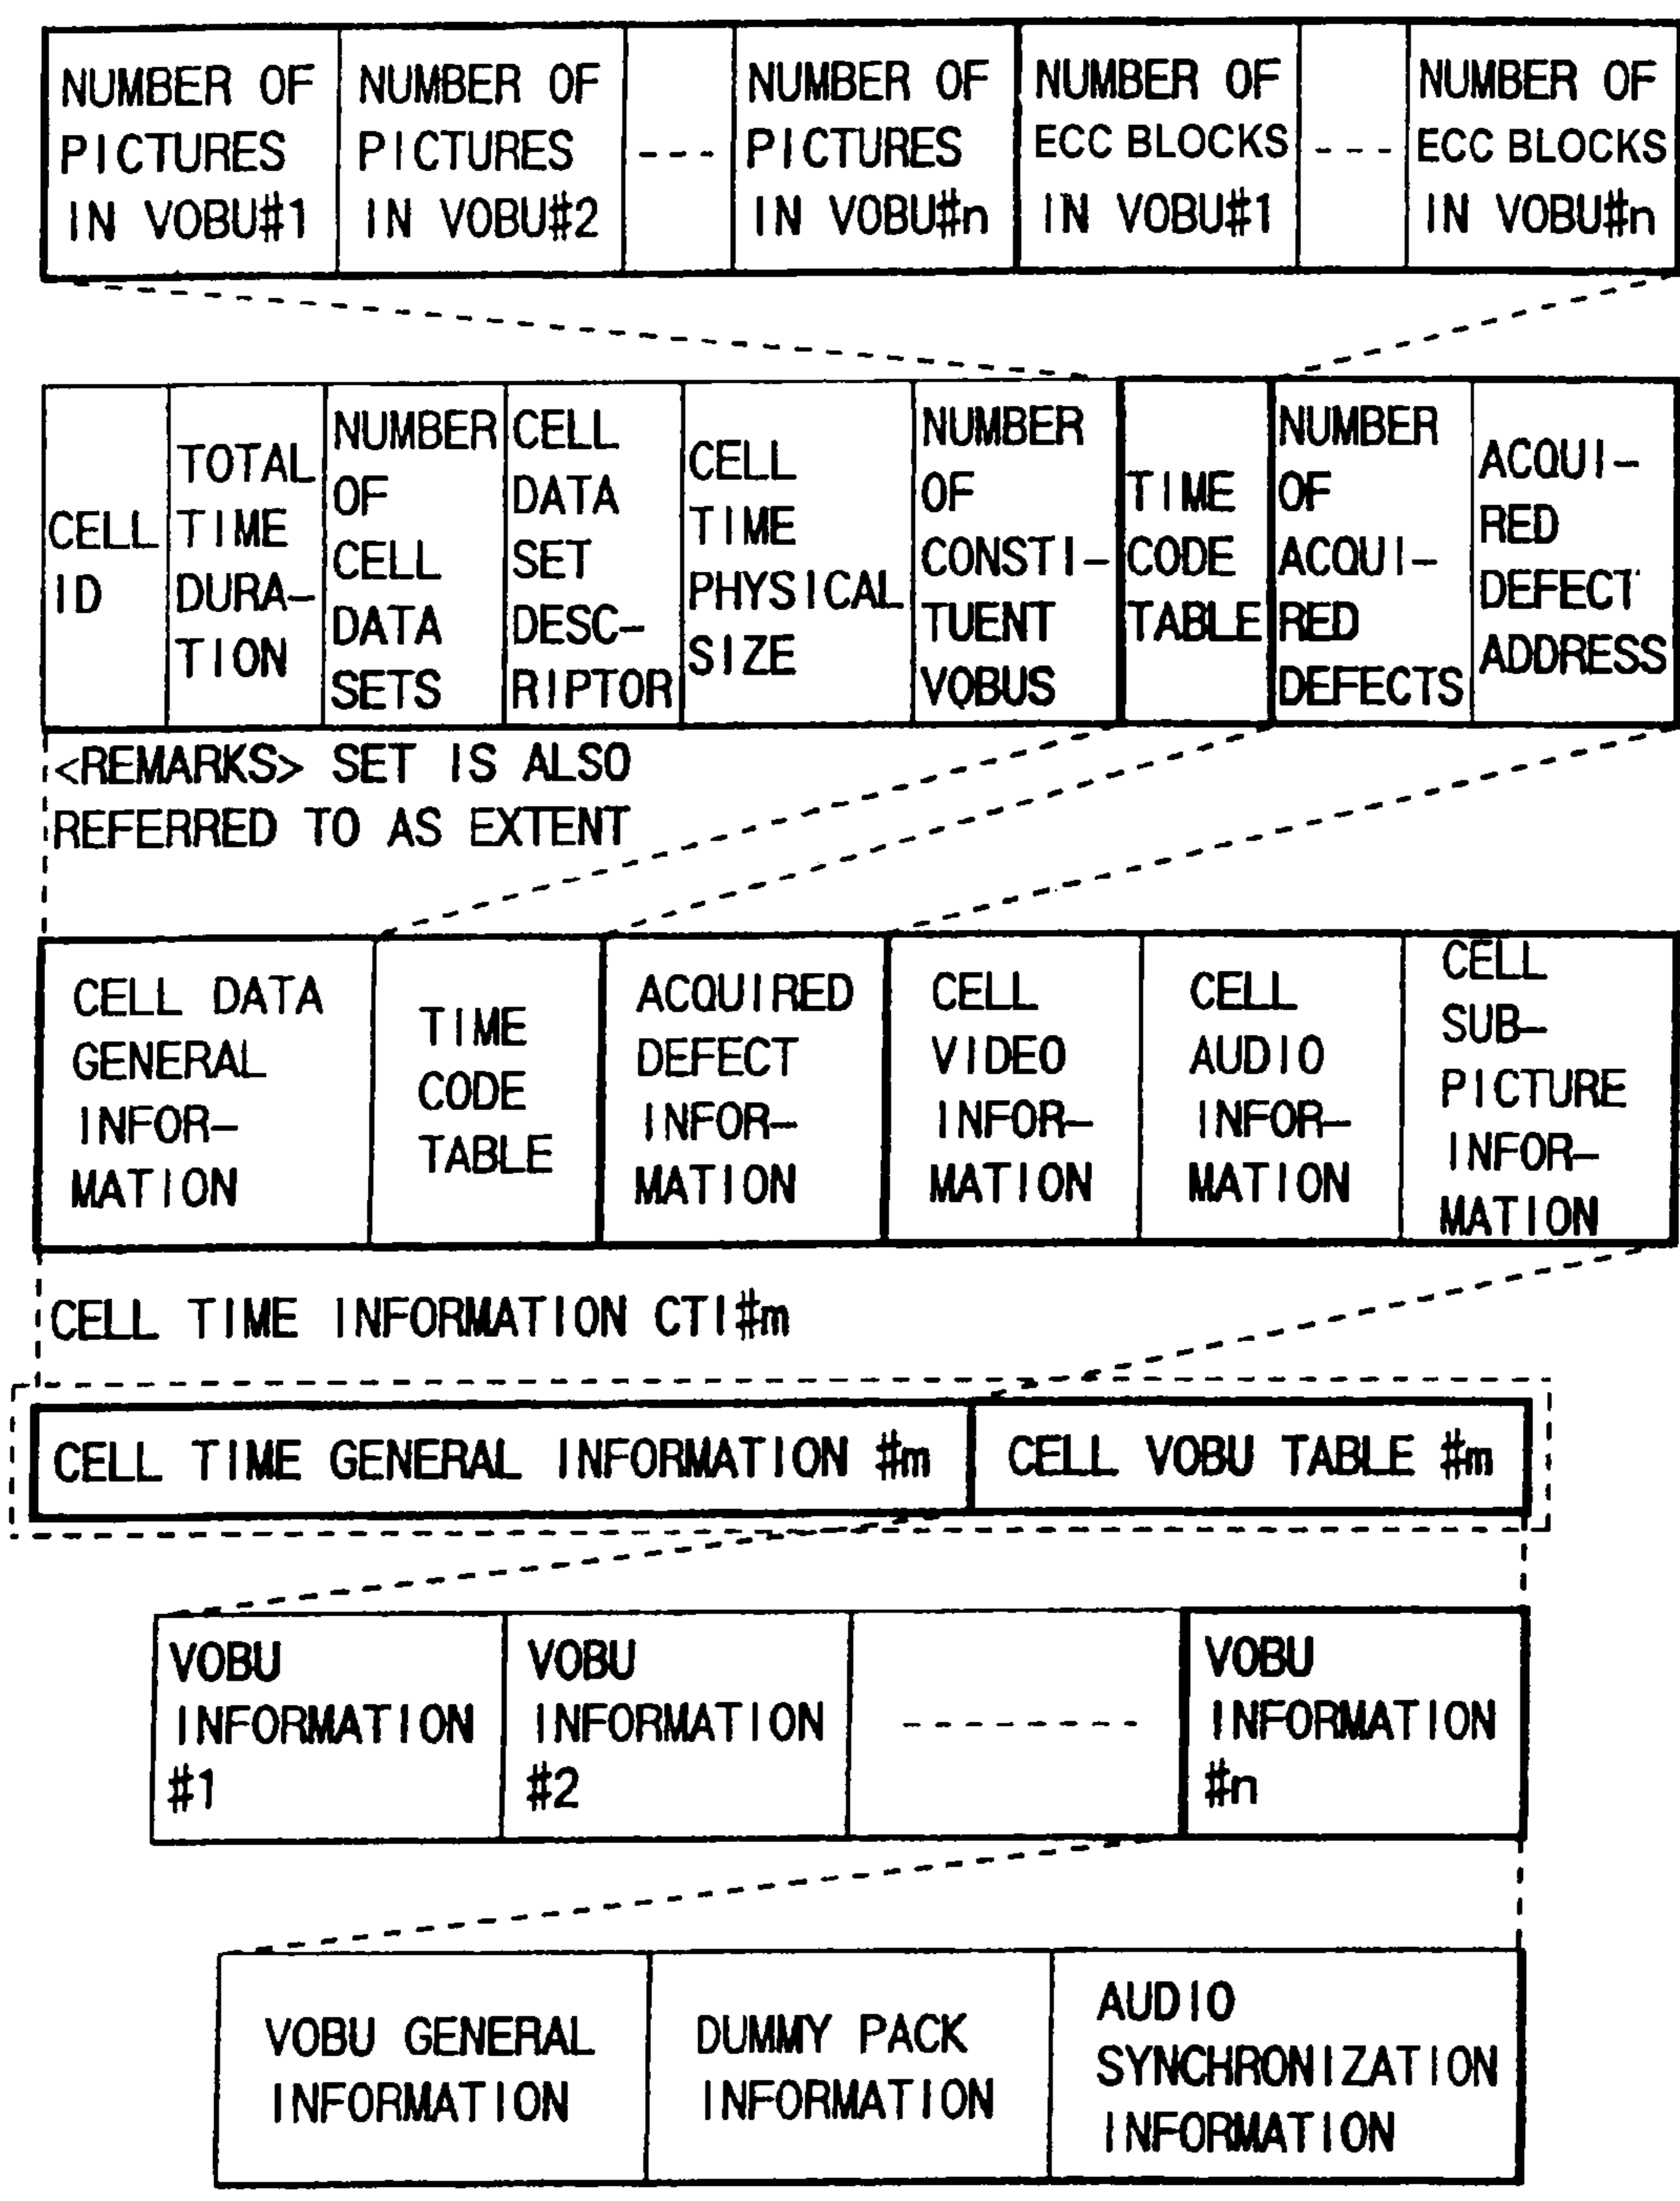 NUMBER OF
PICTURES
IN VOBU#1
NUMBER OF
PICTURES
IN VOBU#2
NUMBER OF
PICTURES
IN VOBU#n
NUMBER OF
ECC BLOCKS
IN VOBU#1
NUMBER OF
ECC BLOCKS
IN VOBU#n
CELL
ID
TOTAL
TIME
DURA-
TION
NUMBER
OF
CELL
DATA
SETS
CELL
DATA
SET
DESC-
RIPTOR
CELL
TIME
PHYSICAL
SIZE
NUMBER
OF
CONSTI-
TUENT
VOBUS
TIME
CODE
TABLE
NUMBER
OF
ACQUI-
RED
DEFECTS
ACQUI-
RED
DEFECT
ADDRESS
<REMARKS> SET IS ALSO
REFERRED TO AS EXTENT
CELL DATA
GENERAL
INFOR-
MATION
TIME
CODE
TABLE
ACQUIRED
DEFECT
INFOR-
MATION
CELL
VIDEO
INFOR-
MATION
CELL
AUDIO
INFOR-
MATION
CELL
SUB-
PICTURE
INFOR-
MATION
CELL TIME INFORMATION CTI#m
CELL TIME GENERAL INFORMATION #m
CELL VOBU TABLE #m
VOBU
INFORMATION
#1
VOBU
INFORMATION
#2
VOBU
INFORMATION
#n
VOBU GENERAL
INFORMATION
DUMMY PACK
INFORMATION
AUDIO
SYNCHRONIZATION
INFORMATION